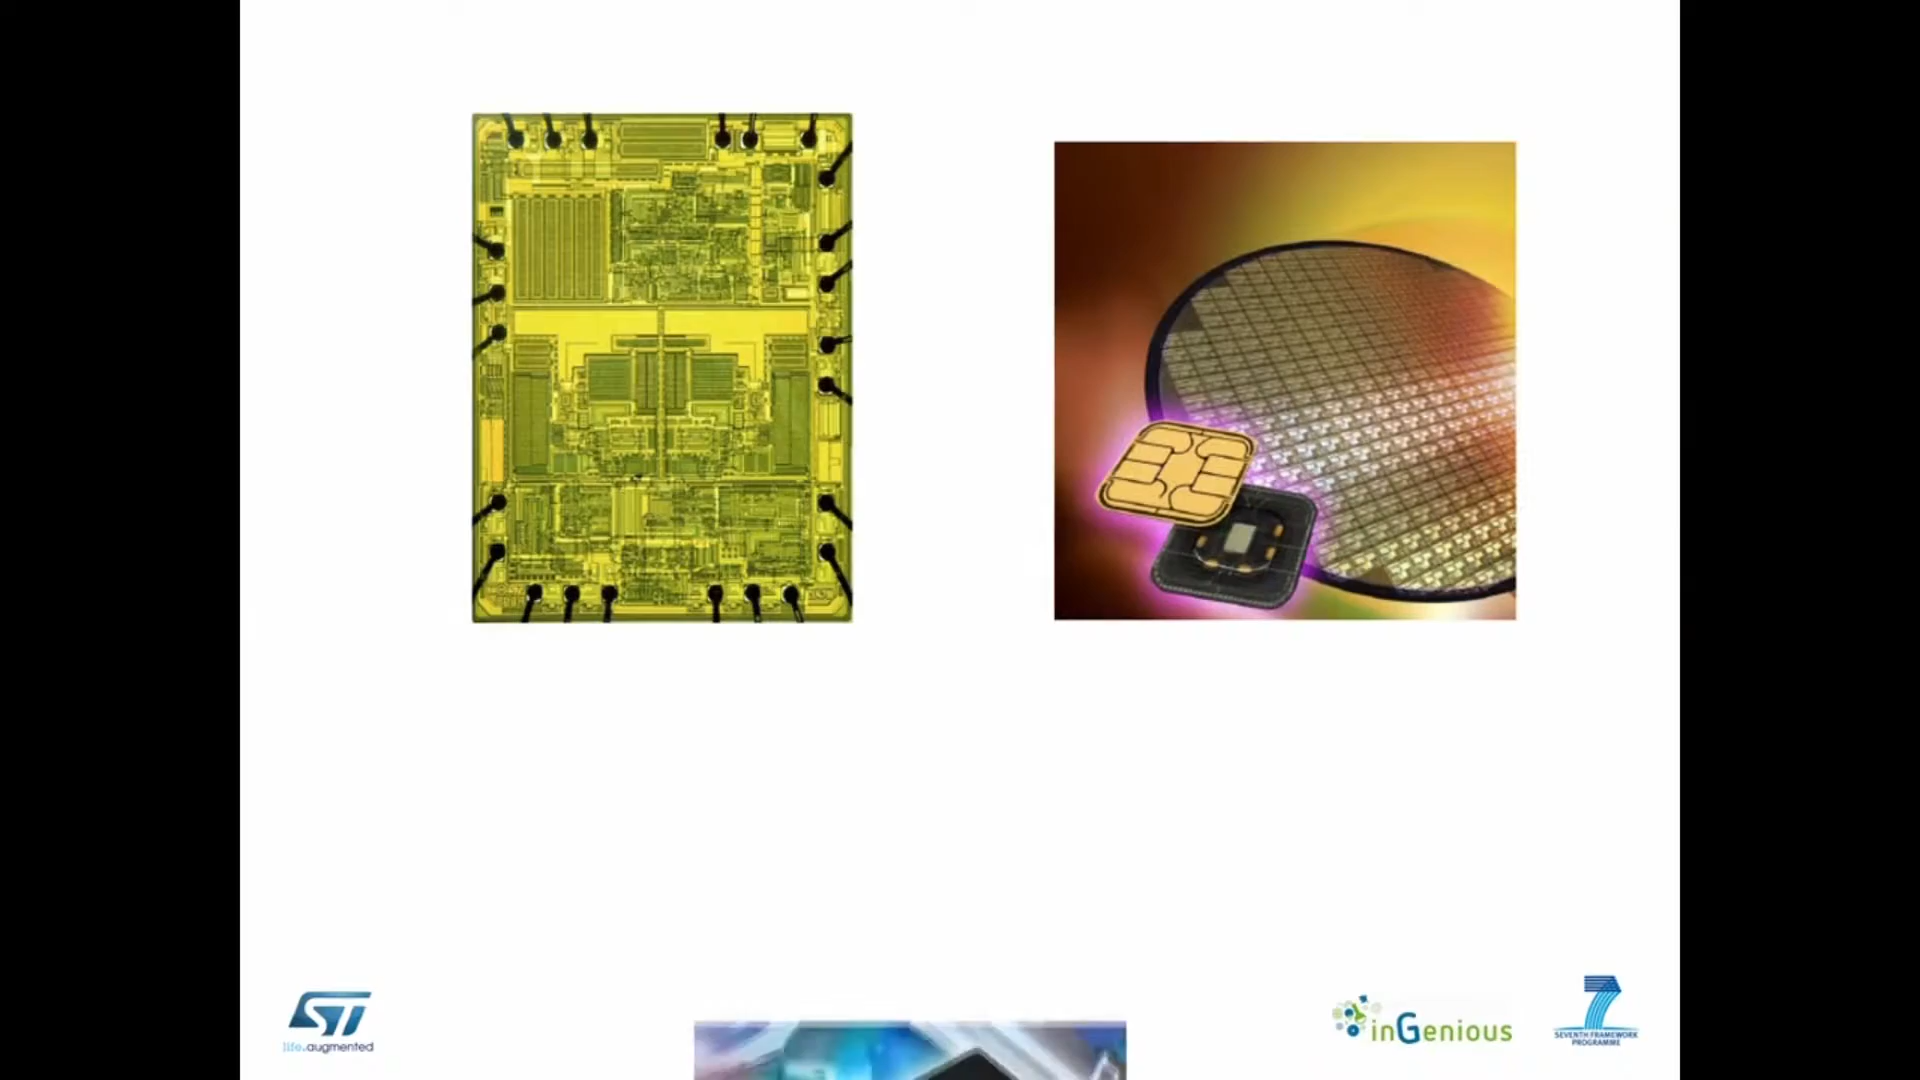 ST
life.augmented
inGenious
7
SEVENTH FRAMEWORK
PROGRAMME